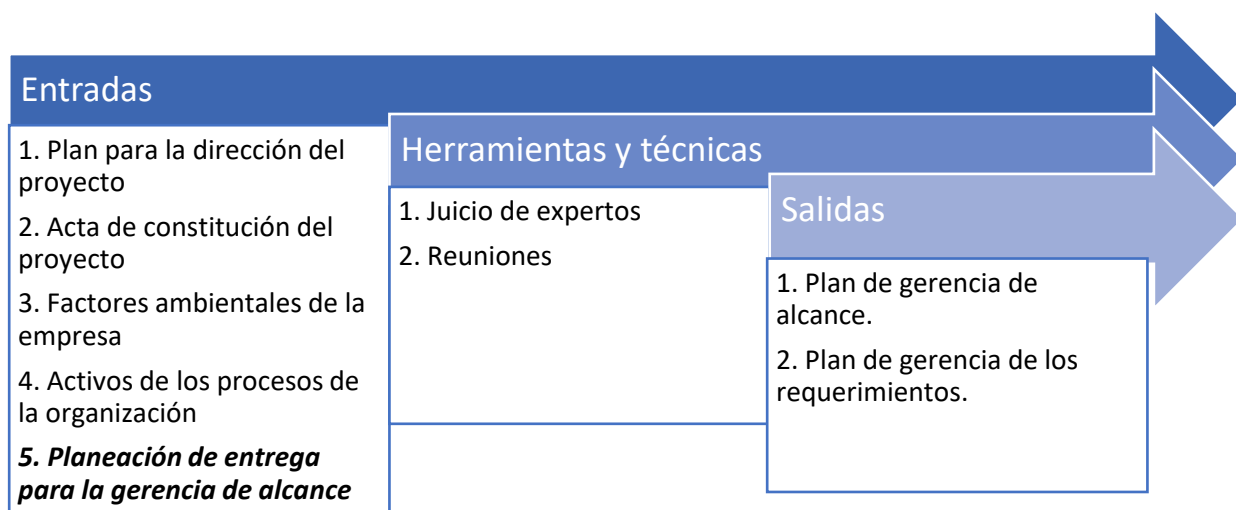 Entradas
1. Plan para la dirección del
proyecto
2. Acta de constitución del
proyecto
3. Factores ambientales de la
empresa
4. Activos de los procesos de
la organización
5. Planeación de entrega
para la gerencia de alcance
Herramientas y técnicas
1. Juicio de expertos
2. Reuniones
Salidas
1. Plan de gerencia de
alcance.
2. Plan de gerencia de los
requerimientos.